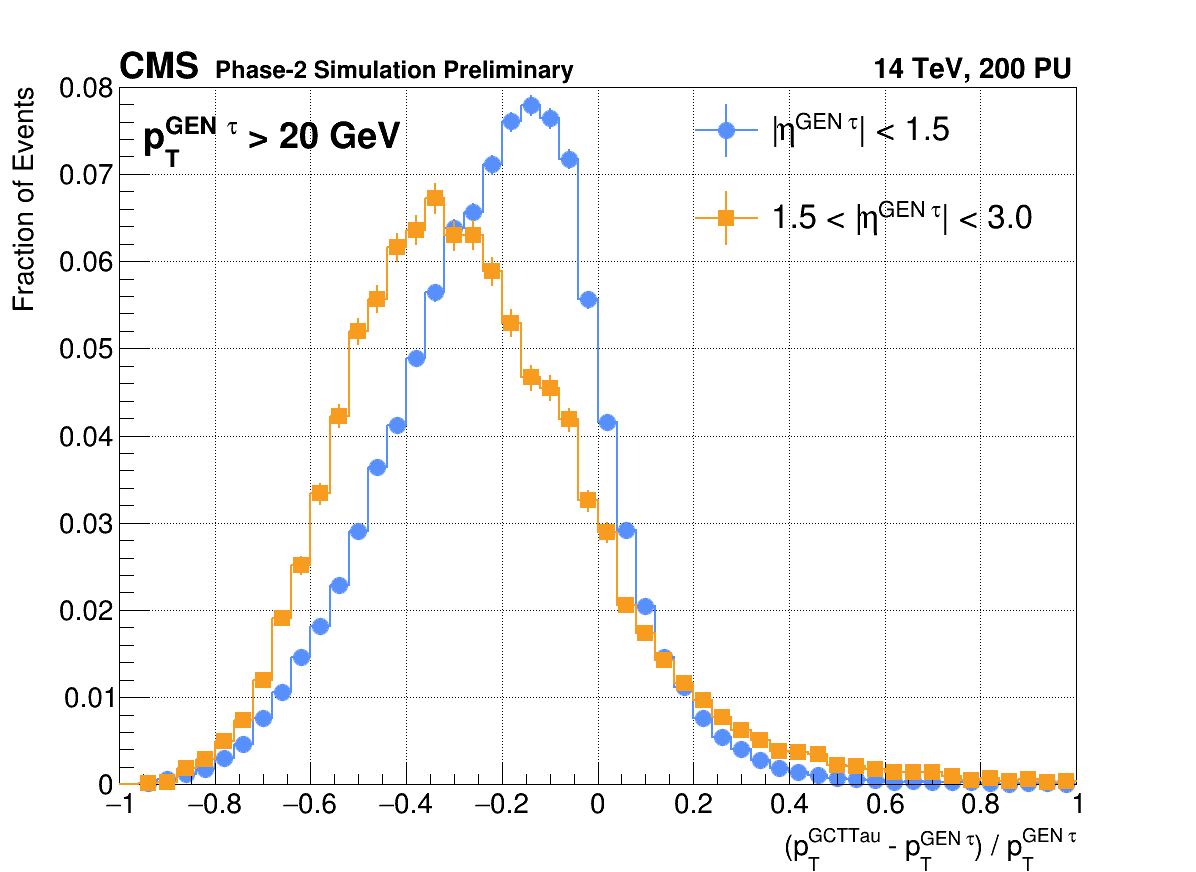 CMS Phase-2 Simulation Preliminary 14 TeV, 200 PU
Fraction of Events
p_T^{GEN τ} > 20 GeV
|η^{GEN τ}| < 1.5
1.5 < |η^{GEN τ}| < 3.0
0.08
0.07
0.06
0.05
0.04
0.03
0.02
0.01
0
−1 −0.8 −0.6 −0.4 −0.2 0 0.2 0.4 0.6 0.8 1
(p_T^{GCTTau} - p_T^{GEN τ}) / p_T^{GEN τ}